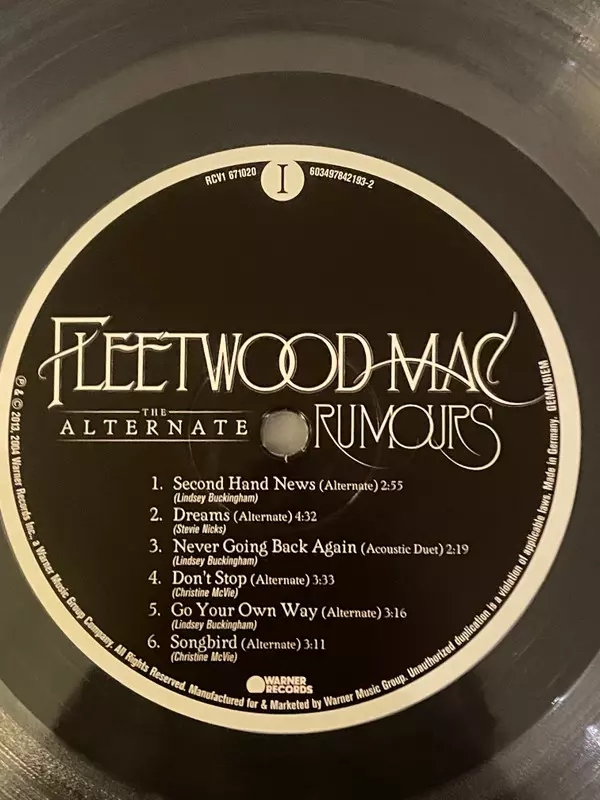 RCV1 671020 I 603497842193-2
FLEETWOOD MAC
THE
ALTERNATE RUMOURS
1. Second Hand News (Alternate) 2:55
(Lindsey Buckingham)
2. Dreams (Alternate) 4:32
(Stevie Nicks)
3. Never Going Back Again (Acoustic Duet) 2:19
(Lindsey Buckingham)
4. Don't Stop (Alternate) 3:33
(Christine McVie)
5. Go Your Own Way (Alternate) 3:16
(Lindsey Buckingham)
6. Songbird (Alternate) 3:11
(Christine McVie)
WARNER
RECORDS
℗ & © 2013, 2004 Warner Records Inc., a Warner Music Group Company. All Rights Reserved. Manufactured for & Marketed by Warner Music Group. Unauthorized duplication is a violation of applicable laws. Made in Germany. GEMA/BIEM